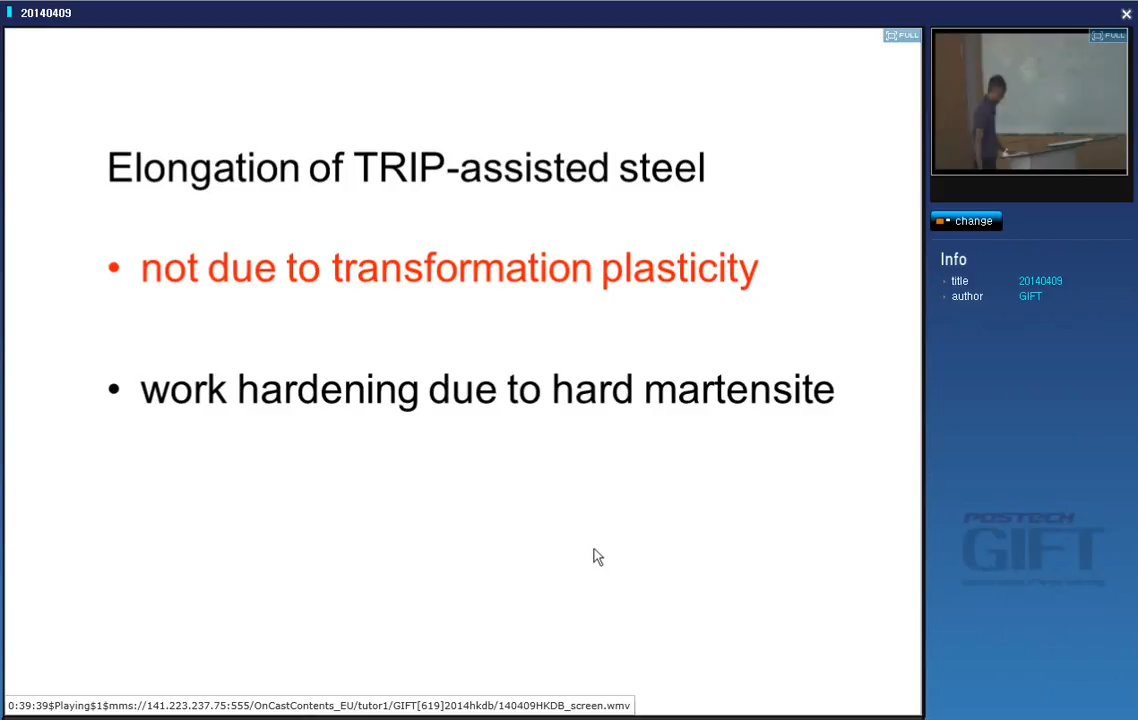 20140409
FULL
FULL
Elongation of TRIP-assisted steel
• not due to transformation plasticity
• work hardening due to hard martensite
change
Info
title 20140409
author GIFT
POSTECH
GIFT
0:39:39$Playing$1$mms://141.223.237.75:555/OnCastContents_EU/tutor1/GIFT[619]2014hkdb/140409HKDB_screen.wmv